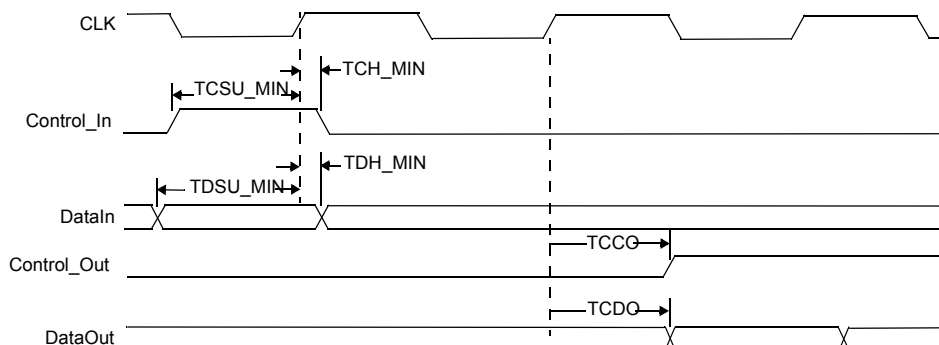 CLK
TCH_MIN
TCSU_MIN
Control_In
TDH_MIN
TDSU_MIN
DataIn
TCCO
Control_Out
TCDO
DataOut